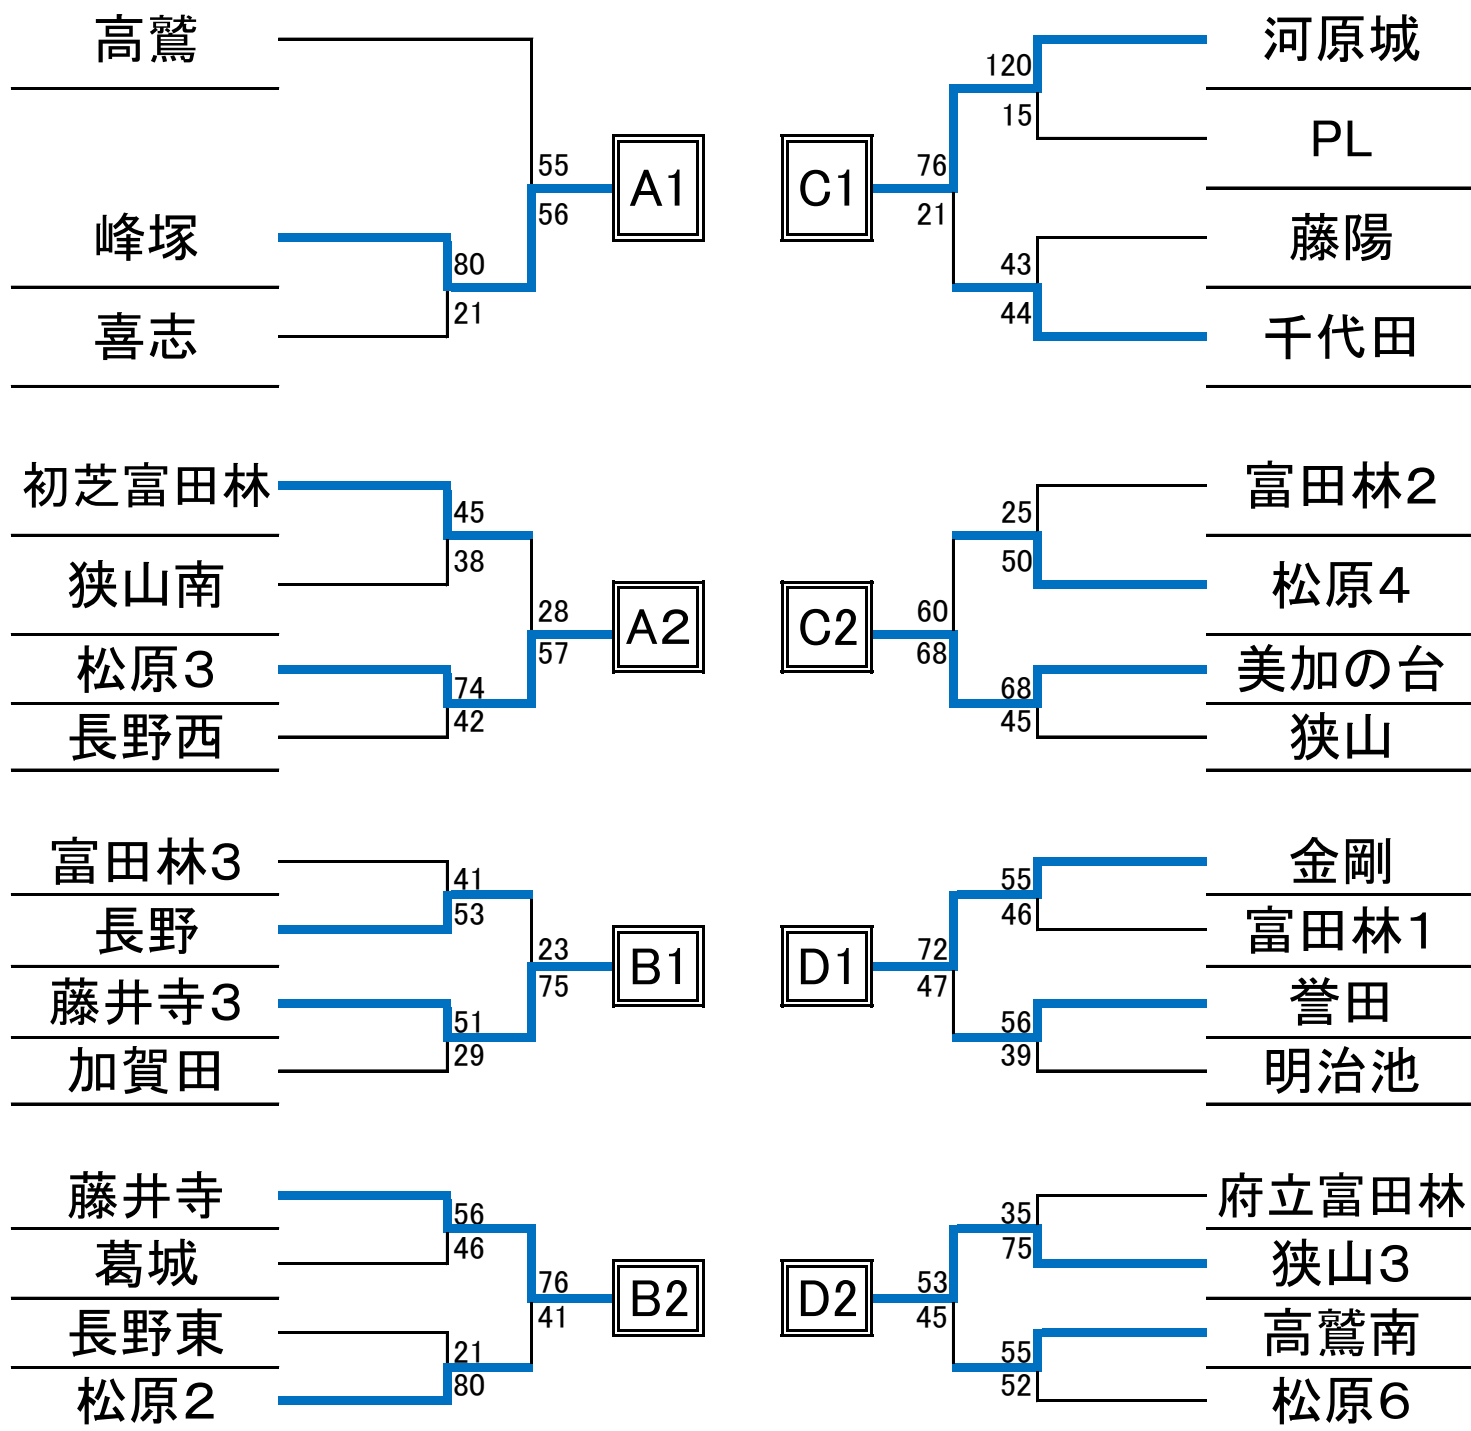 高鷲
峰塚
喜志
55
56
80
21
A1
初芝富田林
狭山南
松原3
長野西
45
38
28
57
74
42
A2
富田林3
長野
藤井寺3
加賀田
41
53
23
75
51
29
B1
藤井寺
葛城
長野東
松原2
56
46
76
41
21
80
B2
河原城
PL
藤陽
千代田
120
15
76
21
43
44
C1
富田林2
松原4
美加の台
狭山
25
50
60
68
68
45
C2
金剛
富田林1
誉田
明治池
55
46
72
47
56
39
D1
府立富田林
狭山3
高鷲南
松原6
35
75
53
45
55
52
D2